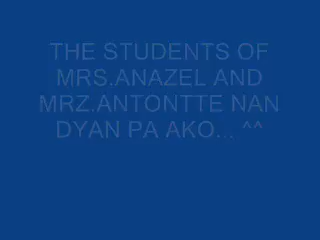 THE STUDENTS OF
MRS.ANAZEL AND
MRZ.ANTONTTE NAN
DYAN PA AKO... ^^